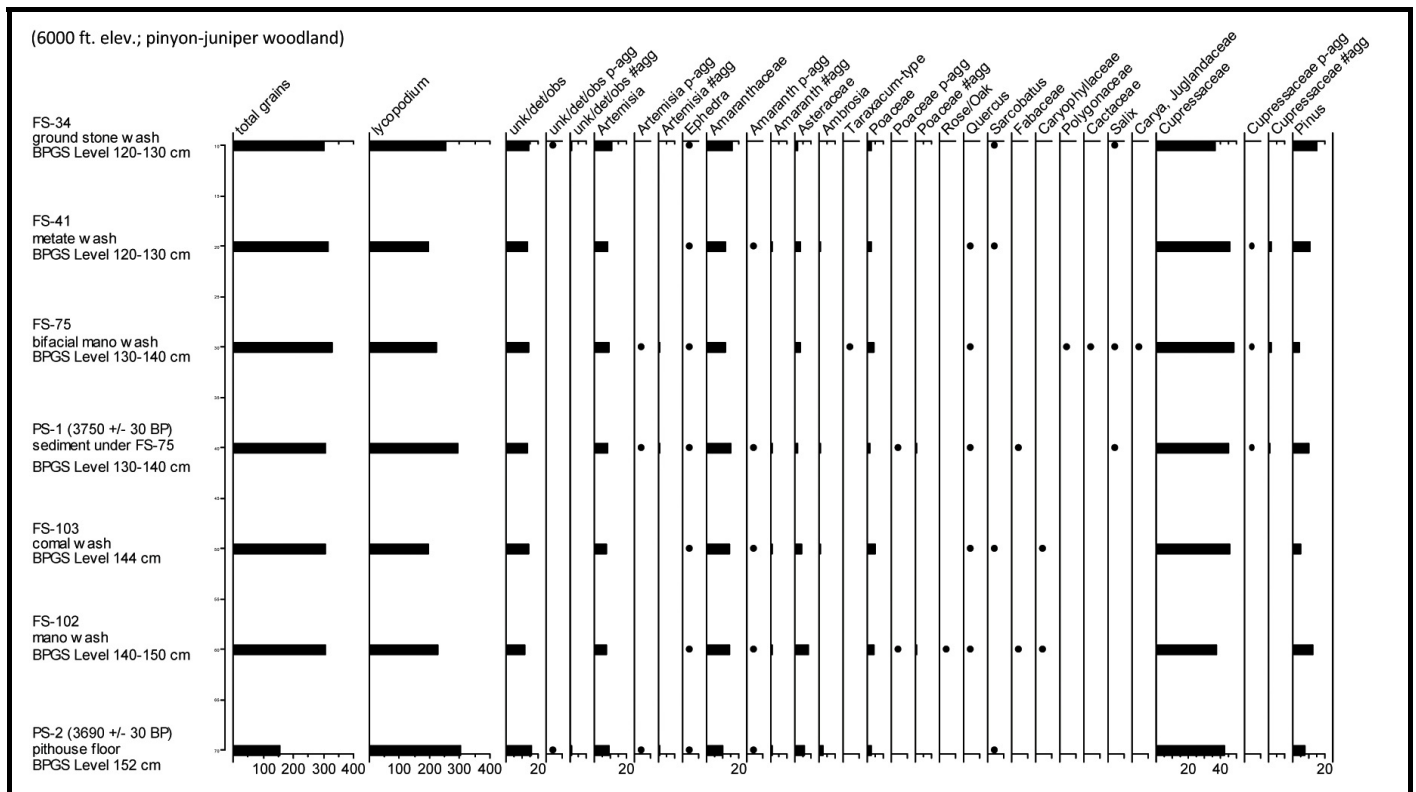 (6000 ft. elev.; pinyon-juniper woodland)
total grains
lycopodium
unk/det/obs
unk/det/obs p-agg
unk/det/obs #agg
Artemisia
Artemisia p-agg
Artemisia #agg
Ephedra
Amaranthaceae
Amaranth p-agg
Amaranth #agg
Asteraceae
Ambrosia
Taraxacum-type
Poaceae
Poaceae p-agg
Poaceae #agg
Rose/Oak
Quercus
Sarcobatus
Fabaceae
Caryophyllaceae
Polygonaceae
Cactaceae
Salix
Carya, Juglandaceae
Cupressaceae
Cupressaceae p-agg
Cupressaceae #agg
Pinus
FS-34
ground stone wash
BPGS Level 120-130 cm
FS-41
metate wash
BPGS Level 120-130 cm
FS-75
bifacial mano wash
BPGS Level 130-140 cm
PS-1 (3750 +/- 30 BP)
sediment under FS-75
BPGS Level 130-140 cm
FS-103
comal wash
BPGS Level 144 cm
FS-102
mano wash
BPGS Level 140-150 cm
PS-2 (3690 +/- 30 BP)
pithouse floor
BPGS Level 152 cm
100 200 300 400 100 200 300 400 20 20 20 20 40 20